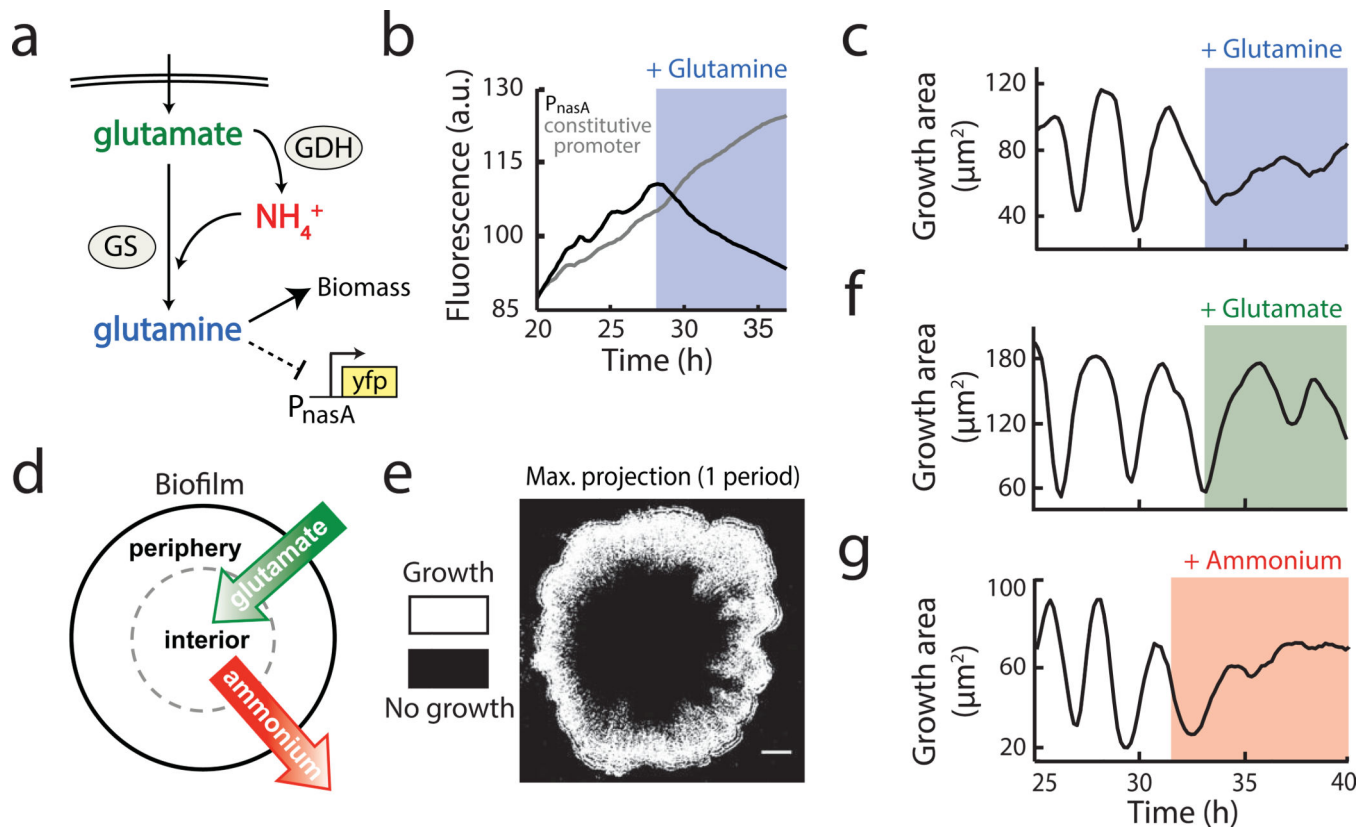 a
glutamate
GDH
NH4+
GS
glutamine
Biomass
PnasA
yfp
b
+ Glutamine
PnasA
constitutive
promoter
Fluorescence (a.u.)
130
115
100
85
20
25
30
35
Time (h)
c
+ Glutamine
Growth area
(µm²)
120
80
40
d
Biofilm
periphery
glutamate
interior
ammonium
e
Max. projection (1 period)
Growth
No growth
f
+ Glutamate
Growth area
(µm²)
180
120
60
g
+ Ammonium
Growth area
(µm²)
100
60
20
25
30
35
40
Time (h)